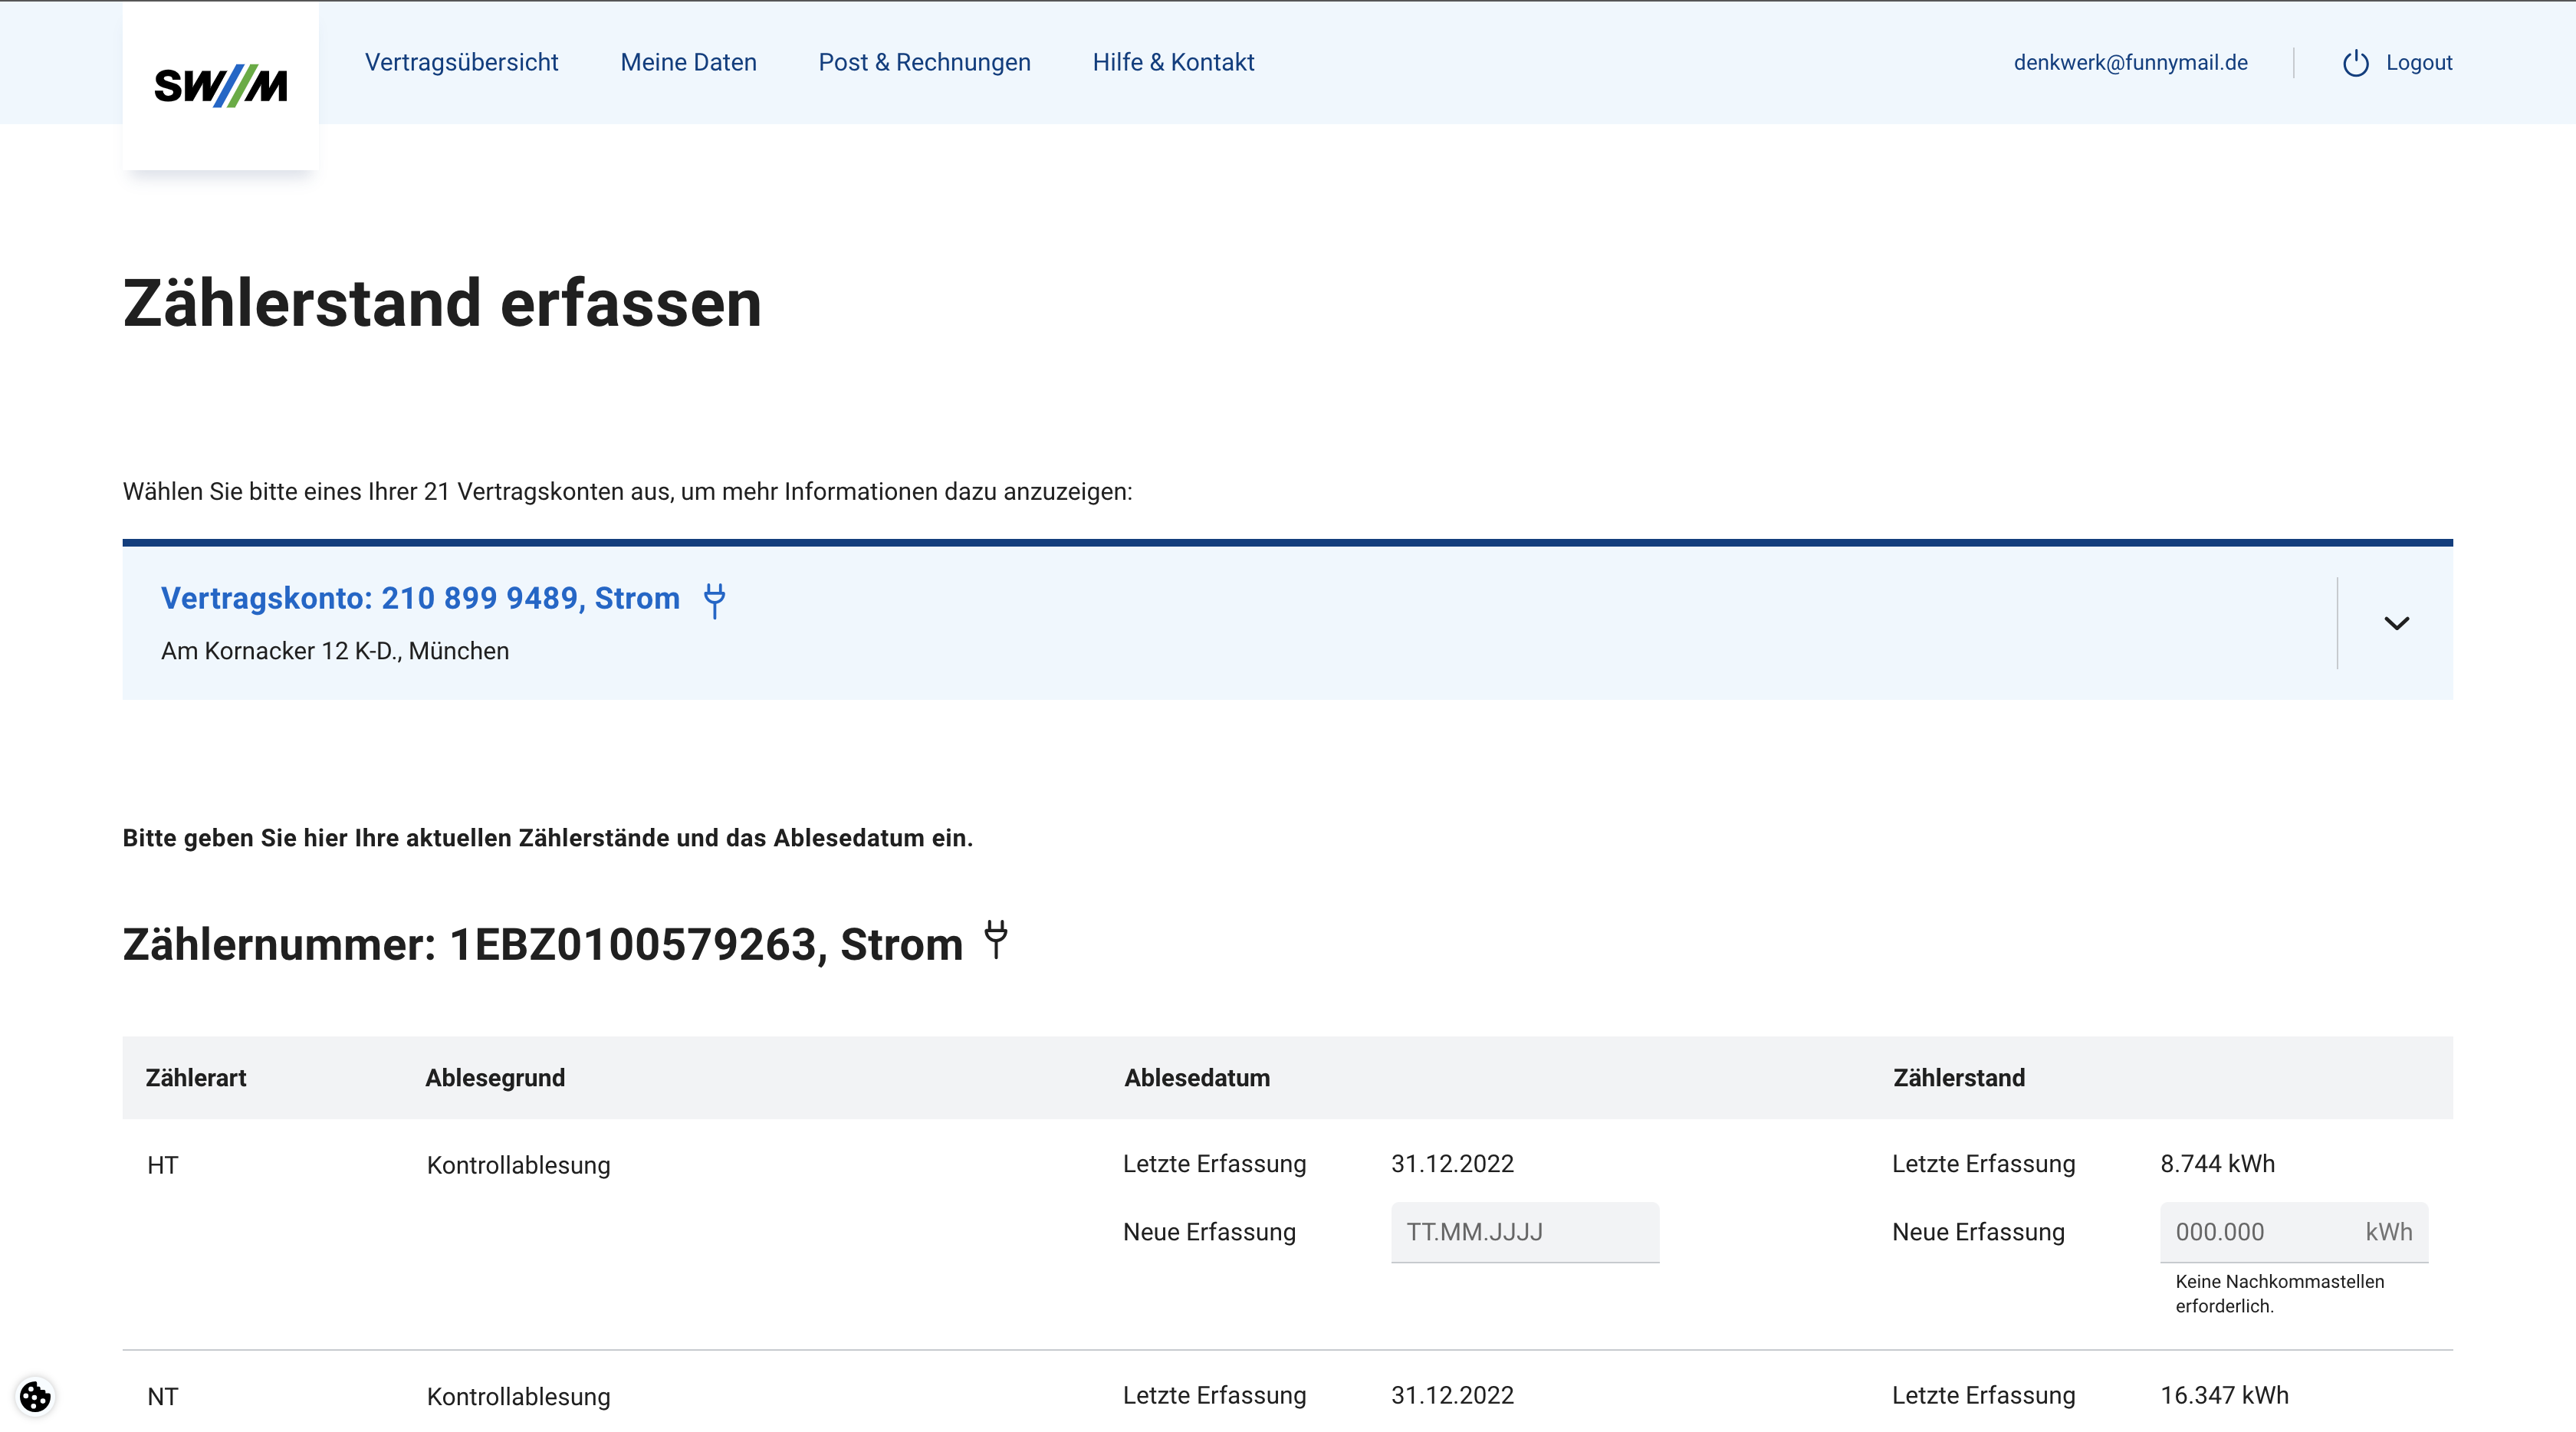 SWM
Vertragsübersicht
Meine Daten
Post & Rechnungen
Hilfe & Kontakt
denkwerk@funnymail.de
Logout
Zählerstand erfassen
Wählen Sie bitte eines Ihrer 21 Vertragskonten aus, um mehr Informationen dazu anzuzeigen:
Vertragskonto: 210 899 9489, Strom
Am Kornacker 12 K-D., München
Bitte geben Sie hier Ihre aktuellen Zählerstände und das Ablesedatum ein.
Zählernummer: 1EBZ0100579263, Strom
Zählerart Ablesegrund Ablesedatum Zählerstand
HT Kontrollablesung Letzte Erfassung 31.12.2022 Letzte Erfassung 8.744 kWh
Neue Erfassung TT.MM.JJJJ Neue Erfassung 000.000 kWh
Keine Nachkommastellen
erforderlich.
NT Kontrollablesung Letzte Erfassung 31.12.2022 Letzte Erfassung 16.347 kWh